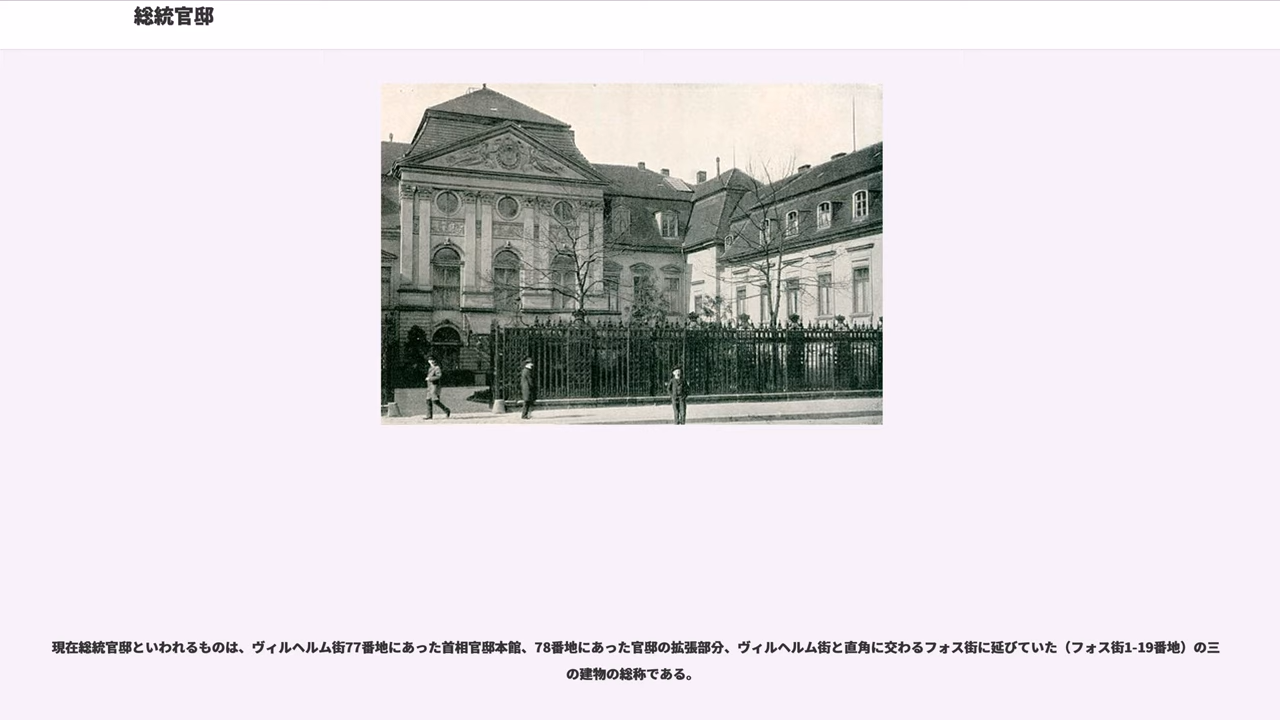 総統官邸
現在総統官邸といわれるものは、ヴィルヘルム街77番地にあった首相官邸本館、78番地にあった官邸の拡張部分、ヴィルヘルム街と直角に交わるフォス街に延びていた（フォス街1-19番地）の三
の建物の総称である。